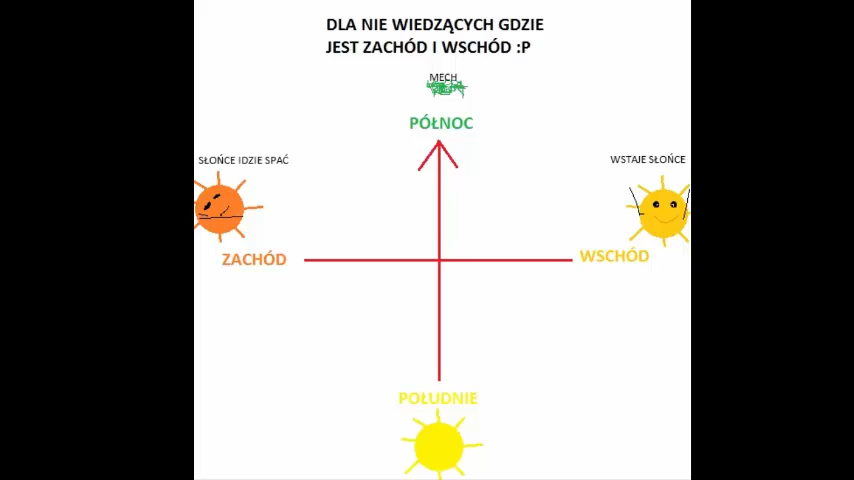 DLA NIE WIEDZĄCYCH GDZIE
JEST ZACHÓD I WSCHÓD :P
MECH
PÓŁNOC
SŁOŃCE IDZIE SPAĆ
WSTAJE SŁOŃCE
ZACHÓD
WSCHÓD
POŁUDNIE